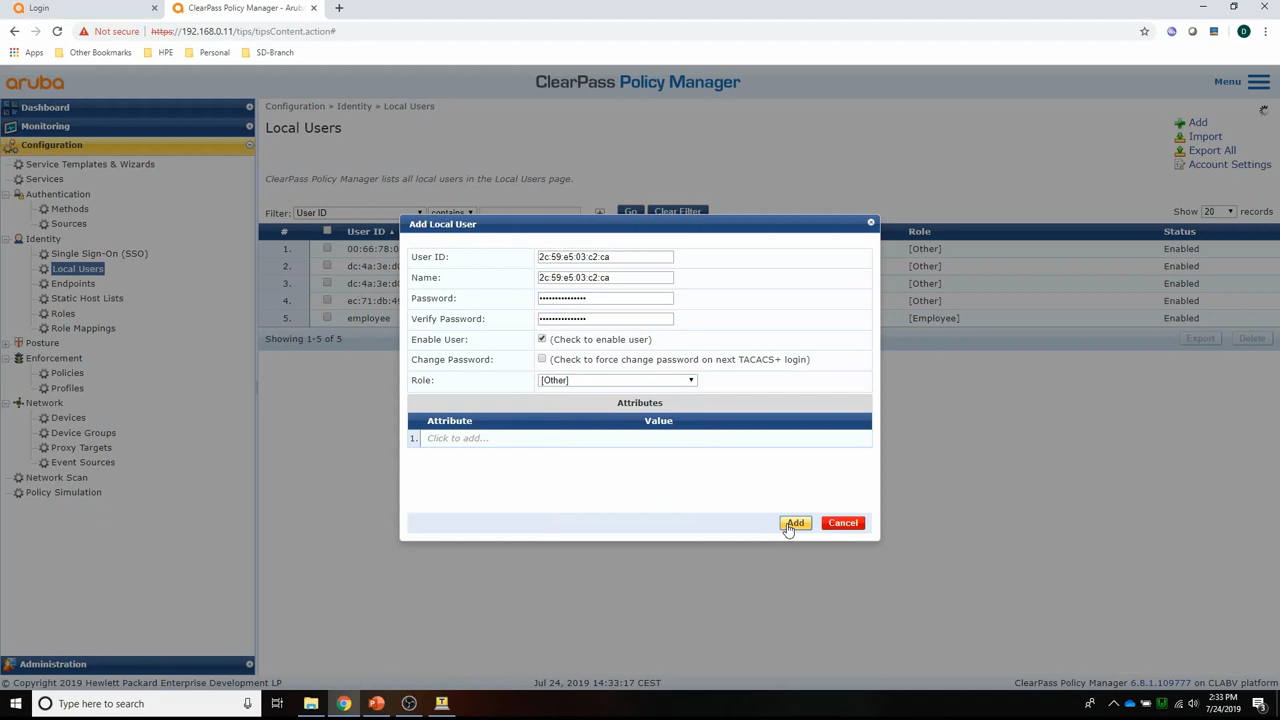 Login
ClearPass Policy Manager - Aruba
Not secure
https://192.168.0.11/tips/tipsContent.action#
D
Apps
Other Bookmarks
HPE
Personal
SD-Branch
aruba
ClearPass Policy Manager
Menu
Dashboard
Monitoring
Configuration
Service Templates & Wizards
Services
Authentication
Methods
Sources
Identity
Single Sign-On (SSO)
Local Users
Endpoints
Static Host Lists
Roles
Role Mappings
Posture
Enforcement
Policies
Profiles
Network
Devices
Device Groups
Proxy Targets
Event Sources
Network Scan
Policy Simulation
Administration
Configuration » Identity » Local Users
Local Users
Add
Import
Export All
Account Settings
ClearPass Policy Manager lists all local users in the Local Users page.
Filter: User ID contains Go Clear Filter Show 20 records
# User ID Role Status
1. 00:66:78:0 [Other] Enabled
2. dc:4a:3e:d [Other] Enabled
3. dc:4a:3e:d [Other] Enabled
4. ec:71:db:4 [Other] Enabled
5. employee [Employee] Enabled
Showing 1-5 of 5 Export Delete
Add Local User
User ID: 2c:59:e5:03:c2:ca
Name: 2c:59:e5:03:c2:ca
Password: •••••••••••••••
Verify Password: •••••••••••••••
Enable User: (Check to enable user)
Change Password: (Check to force change password on next TACACS+ login)
Role: [Other]
Attributes
Attribute Value
1. Click to add...
Add Cancel
© Copyright 2019 Hewlett Packard Enterprise Development LP
Jul 24, 2019 14:33:17 CEST
ClearPass Policy Manager 6.8.1.109777 on CLABV platform
Type here to search
2:33 PM
7/24/2019